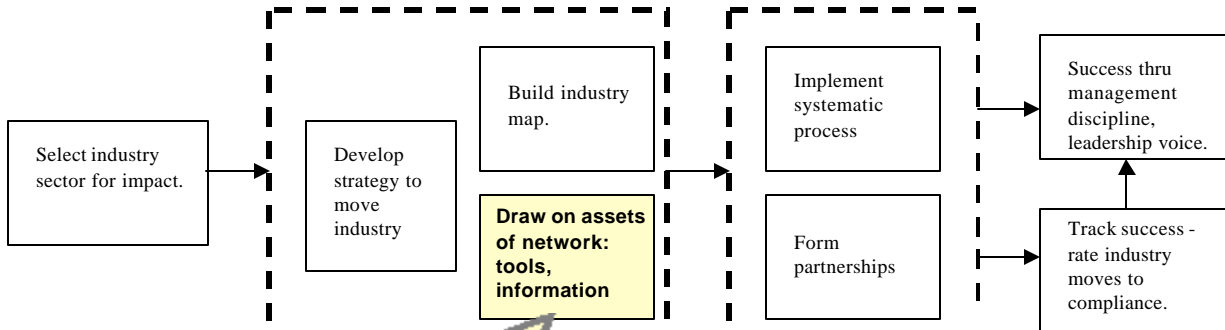 Select industry
sector for impact.
Develop
strategy to
move
industry
Build industry
map.
Draw on assets
of network:
tools,
information
Implement
systematic
process
Form
partnerships
Success thru
management
discipline,
leadership voice.
Track success -
rate industry
moves to
compliance.